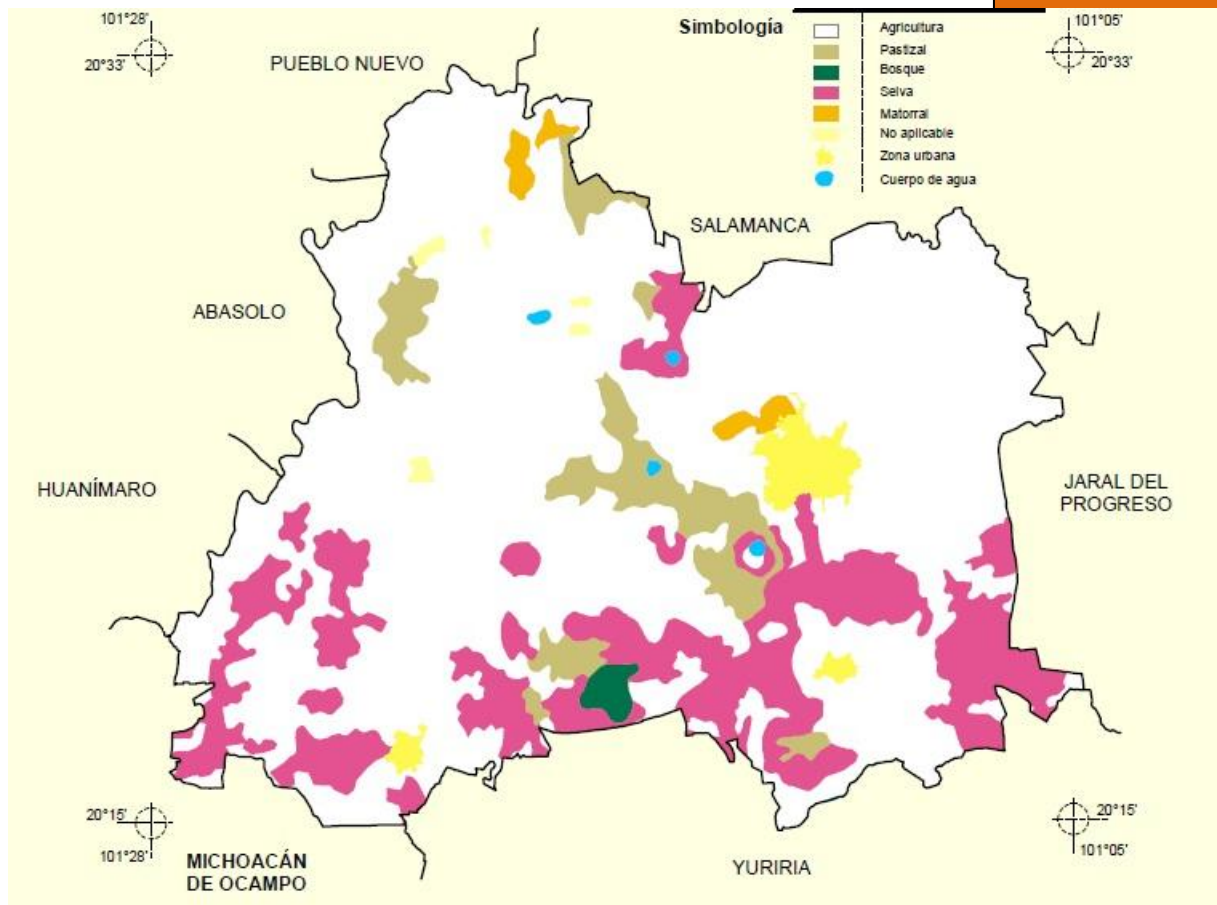 101°28'
20°33'
PUEBLO NUEVO
Simbología
Agricultura
Pastizal
Bosque
Selva
Matorral
No aplicable
Zona urbana
Cuerpo de agua
101°05'
20°33'
SALAMANCA
ABASOLO
HUANÍMARO
JARAL DEL
PROGRESO
20°15'
101°28'
MICHOACÁN
DE OCAMPO
YURIRIA
20°15'
101°05'